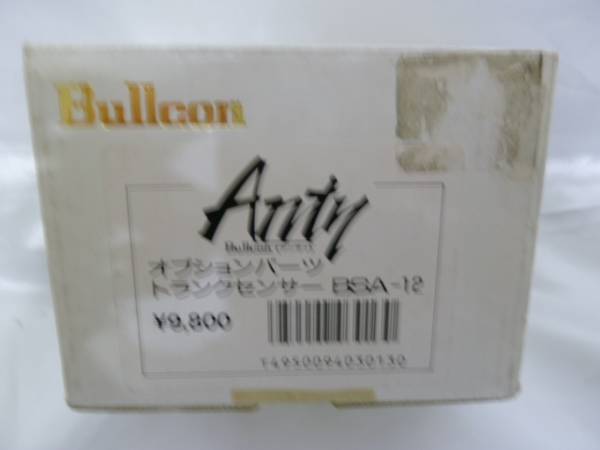 Bullcon
Anty
Bullcon
オプションパーツ
トランクセンサー BSA-12
¥9,800
T4950094030130